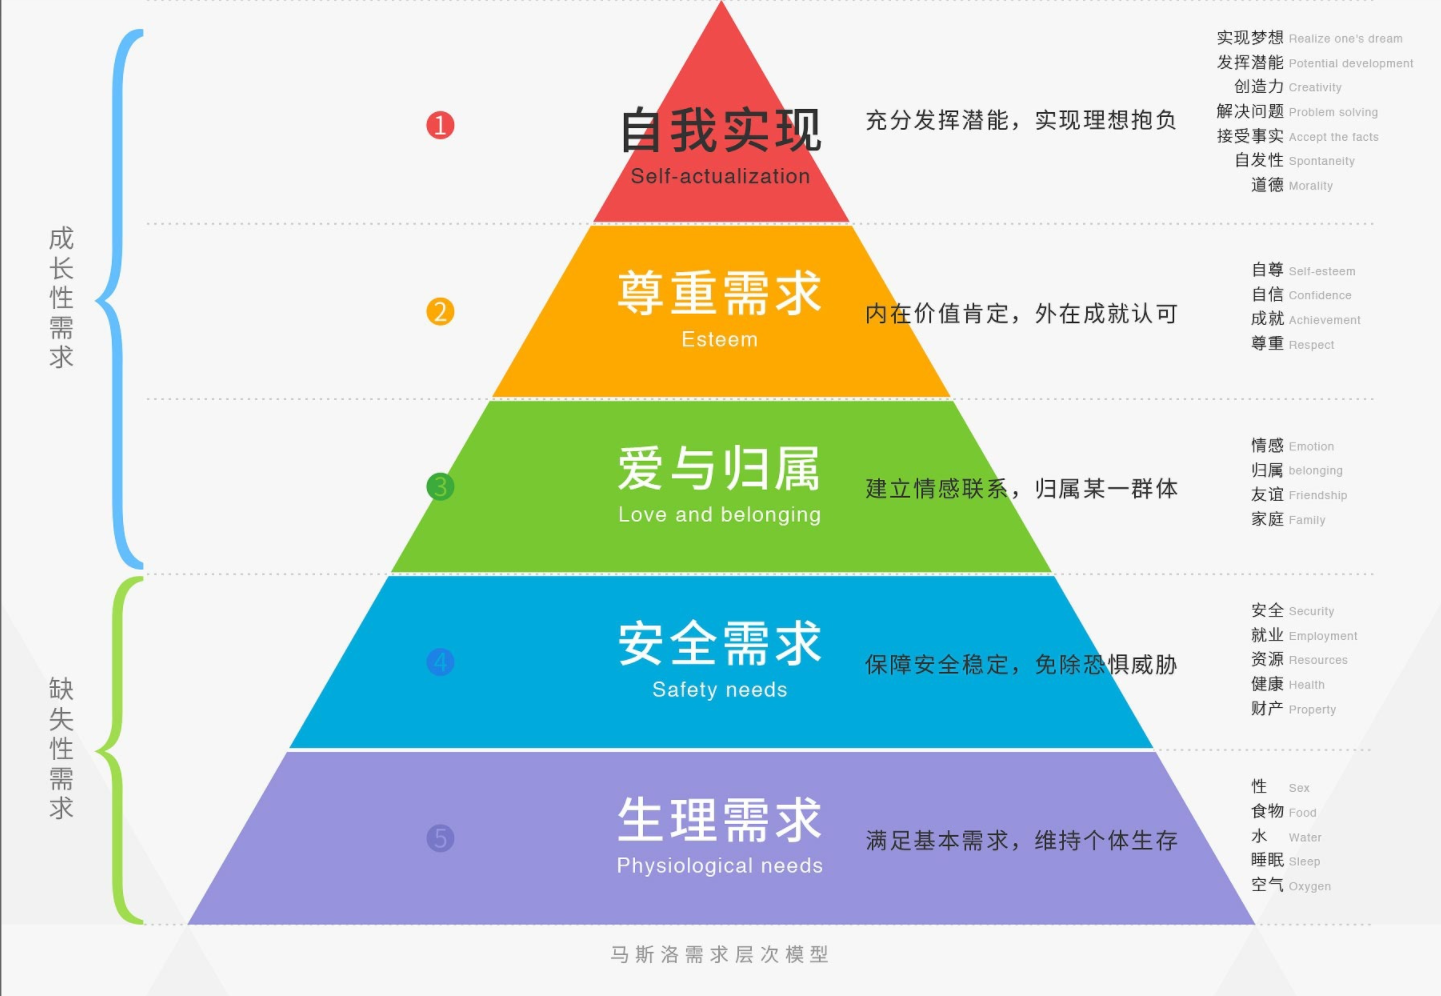 成长性需求
1
自我实现
Self-actualization
充分发挥潜能，实现理想抱负
实现梦想 Realize one's dream
发挥潜能 Potential development
创造力 Creativity
解决问题 Problem solving
接受事实 Accept the facts
自发性 Spontaneity
道德 Morality
2
尊重需求
Esteem
内在价值肯定，外在成就认可
自尊 Self-esteem
自信 Confidence
成就 Achievement
尊重 Respect
3
爱与归属
Love and belonging
建立情感联系，归属某一群体
情感 Emotion
归属 belonging
友谊 Friendship
家庭 Family
缺失性需求
4
安全需求
Safety needs
保障安全稳定，免除恐惧威胁
安全 Security
就业 Employment
资源 Resources
健康 Health
财产 Property
5
生理需求
Physiological needs
满足基本需求，维持个体生存
性 Sex
食物 Food
水 Water
睡眠 Sleep
空气 Oxygen
马斯洛需求层次模型